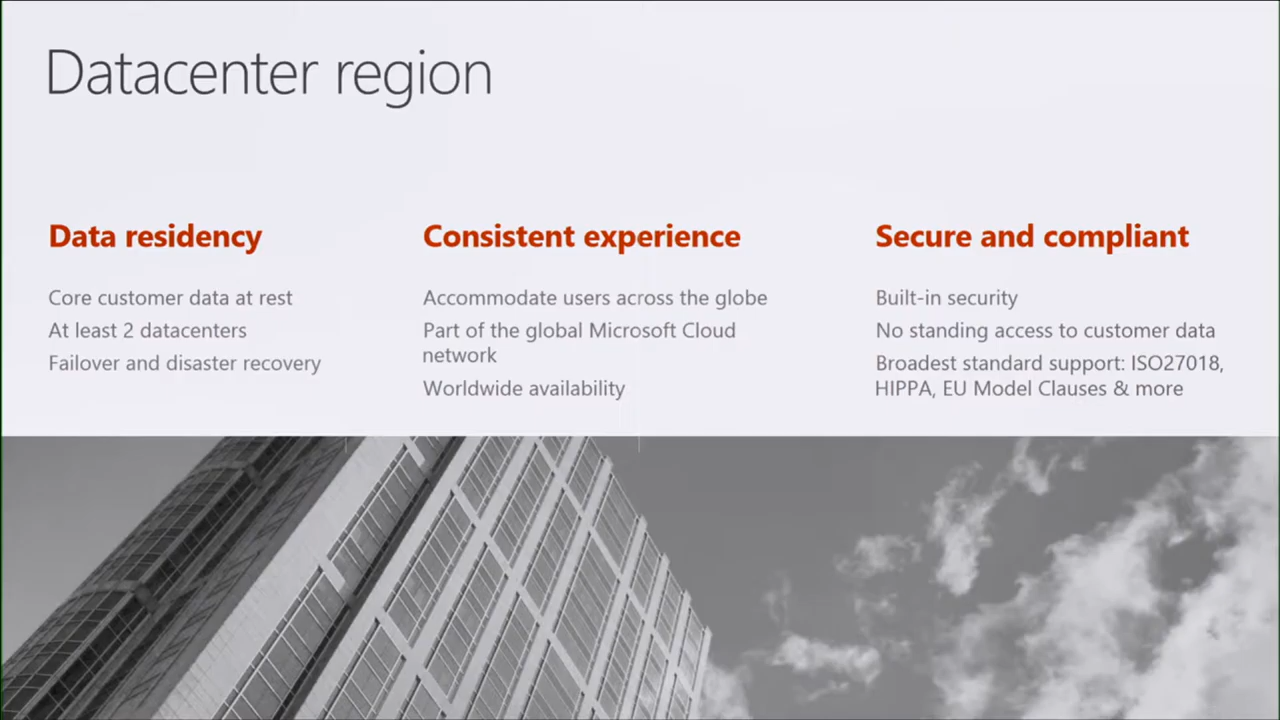 Datacenter region
Data residency
Core customer data at rest
At least 2 datacenters
Failover and disaster recovery
Consistent experience
Accommodate users across the globe
Part of the global Microsoft Cloud
network
Worldwide availability
Secure and compliant
Built-in security
No standing access to customer data
Broadest standard support: ISO27018,
HIPPA, EU Model Clauses & more